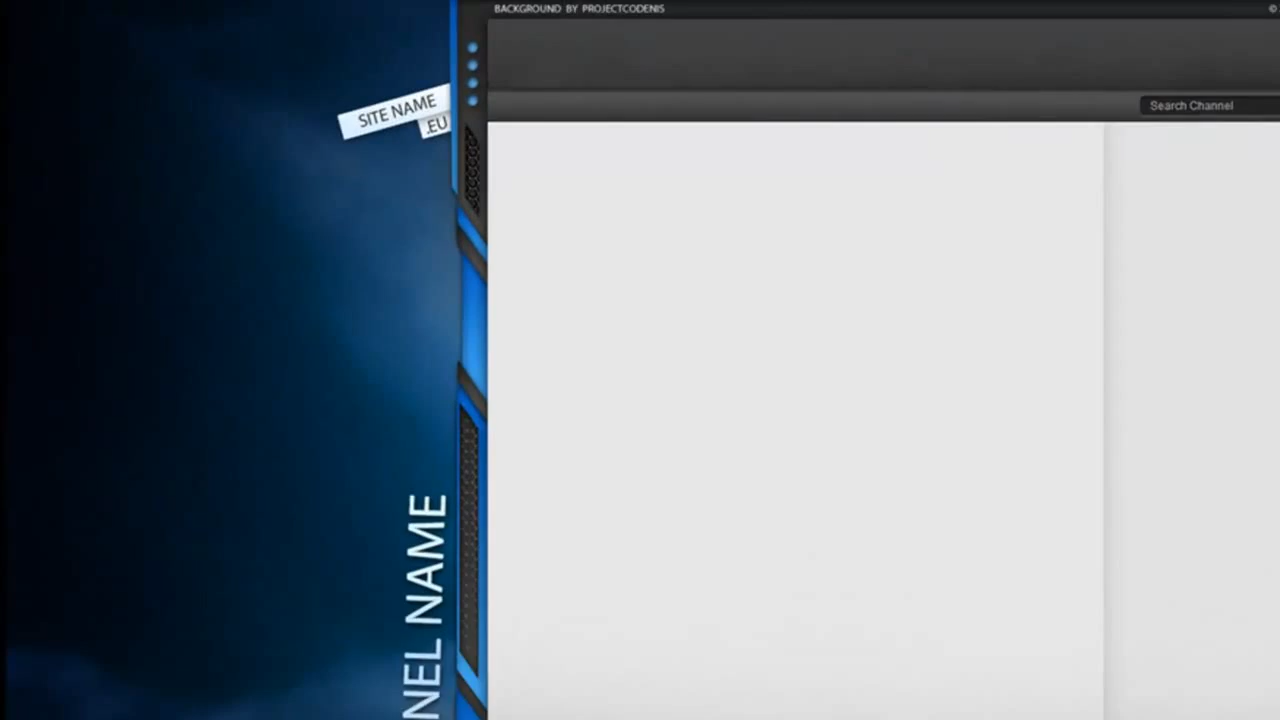 BACKGROUND BY PROJECTCODENIS
©
SITE NAME
.EU
Search Channel
NEL NAME